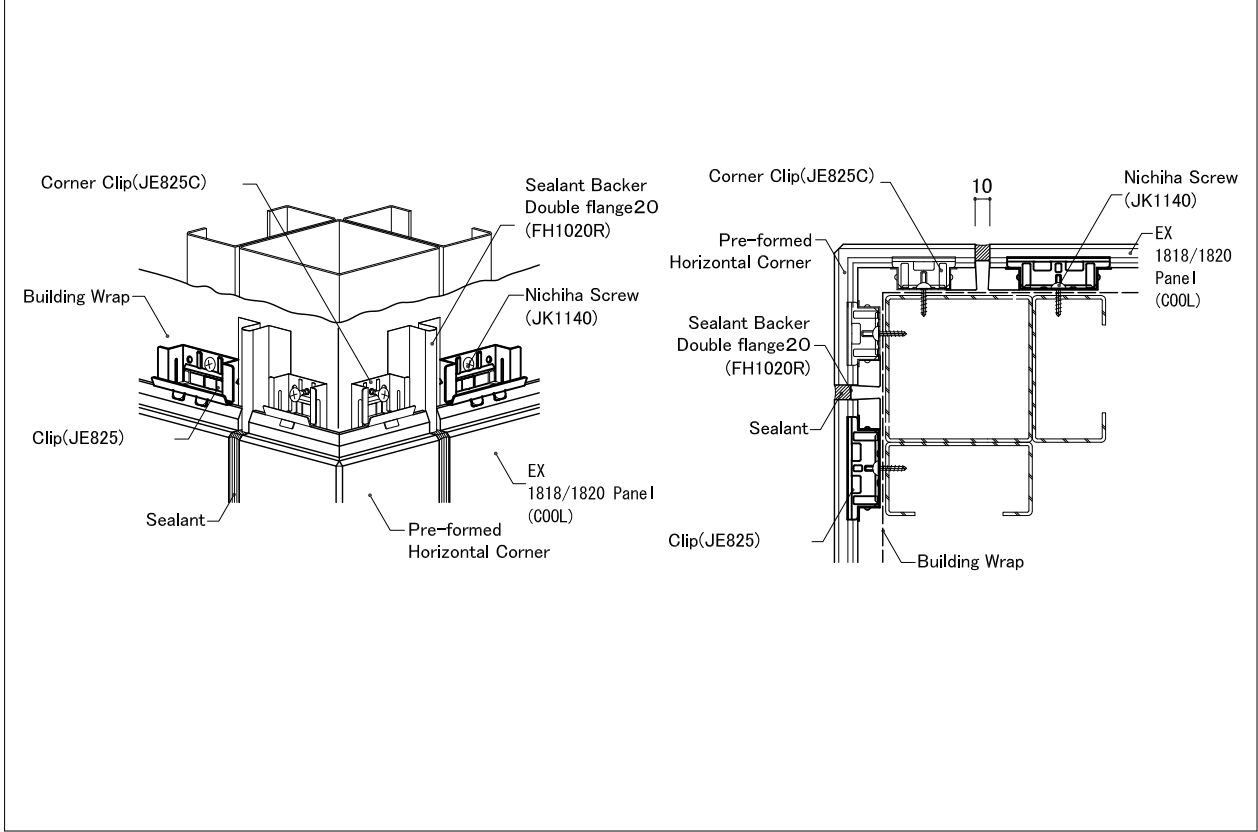 Corner Clip(JE825C)
Sealant Backer
Double flange20
(FH1020R)
Building Wrap
Nichiha Screw
(JK1140)
Clip(JE825)
EX
1818/1820 Panel
(COOL)
Sealant
Pre-formed
Horizontal Corner
Corner Clip(JE825C)
10
Nichiha Screw
(JK1140)
Pre-formed
Horizontal Corner
EX
1818/1820
Panel
(COOL)
Sealant Backer
Double flange20
(FH1020R)
Sealant
Clip(JE825)
Building Wrap